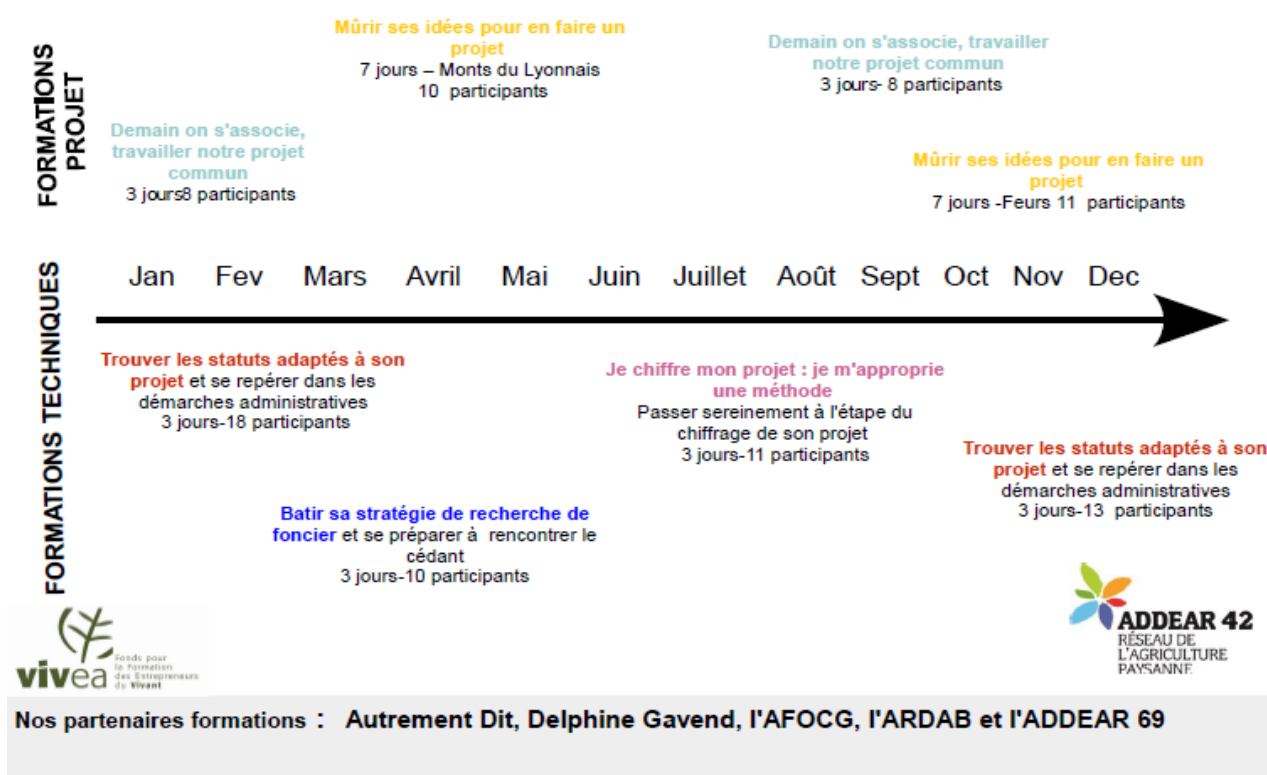 FORMATIONS
PROJET
Mûrir ses idées pour en faire un
projet
7 jours – Monts du Lyonnais
10 participants
Demain on s'associe, travailler
notre projet commun
3 jours- 8 participants
Demain on s'associe,
travailler notre projet
commun
3 jours8 participants
Mûrir ses idées pour en faire un
projet
7 jours -Feurs 11 participants
Jan Fev Mars Avril Mai Juin Juillet Août Sept Oct Nov Dec
FORMATIONS TECHNIQUES
Trouver les statuts adaptés à son
projet et se repérer dans les
démarches administratives
3 jours-18 participants
Je chiffre mon projet : je m'approprie
une méthode
Passer sereinement à l'étape du
chiffrage de son projet
3 jours-11 participants
Trouver les statuts adaptés à son
projet et se repérer dans les
démarches administratives
3 jours-13 participants
Batir sa stratégie de recherche de
foncier et se préparer à rencontrer le
cédant
3 jours-10 participants
vivea
Fonds pour
la Formation
des Entrepreneurs
du Vivant
ADDEAR 42
RÉSEAU DE
L'AGRICULTURE
PAYSANNE
Nos partenaires formations : Autrement Dit, Delphine Gavend, l'AFOCG, l'ARDAB et l'ADDEAR 69